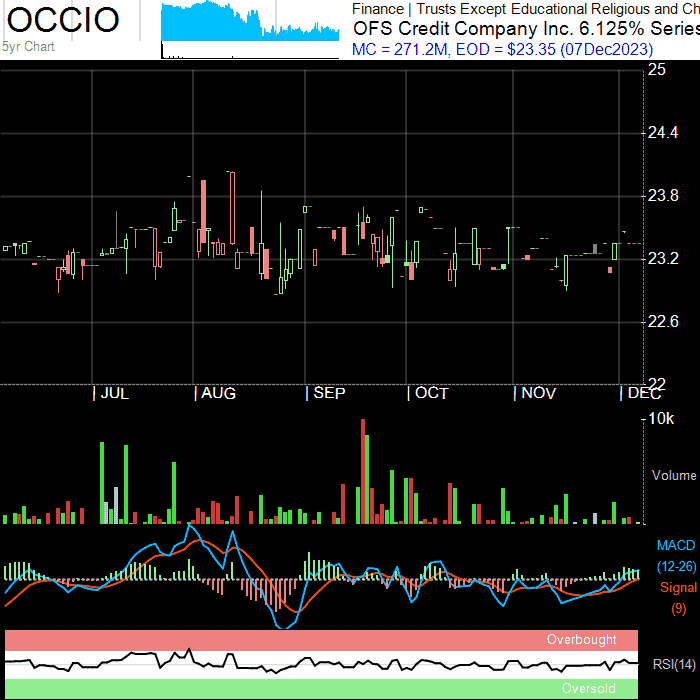 OCCIO
5yr Chart
Finance | Trusts Except Educational Religious and Ch
OFS Credit Company Inc. 6.125% Series
MC = 271.2M, EOD = $23.35 (07Dec2023)
25
24.4
23.8
23.2
22.6
22
| JUL | AUG | SEP | OCT | NOV | DEC
10k
Volume
MACD
(12-26)
Signal
(9)
Overbought
RSI(14)
Oversold